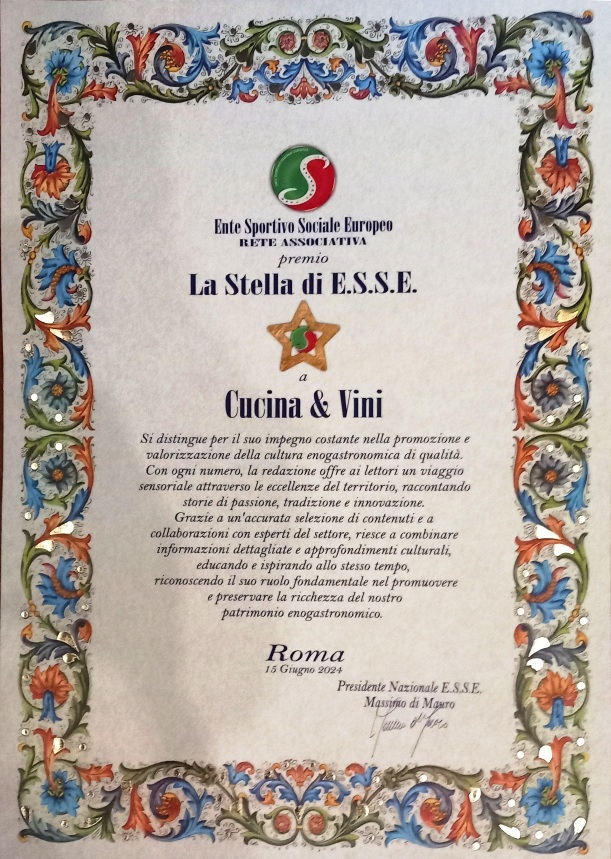 Ente Sportivo Sociale Europeo
RETE ASSOCIATIVA
premio
La Stella di E.S.S.E.
a
Cucina & Vini
Si distingue per il suo impegno costante nella promozione e
valorizzazione della cultura enogastronomica di qualità.
Con ogni numero, la redazione offre ai lettori un viaggio
sensoriale attraverso le eccellenze del territorio, raccontando
storie di passione, tradizione e innovazione.
Grazie a un'accurata selezione di contenuti e a
collaborazioni con esperti del settore, riesce a combinare
informazioni dettagliate e approfondimenti culturali,
educando e ispirando allo stesso tempo,
riconoscendo il suo ruolo fondamentale nel promuovere
e preservare la ricchezza del nostro
patrimonio enogastronomico.
Roma
15 Giugno 2024
Presidente Nazionale E.S.S.E.
Massimo di Mauro